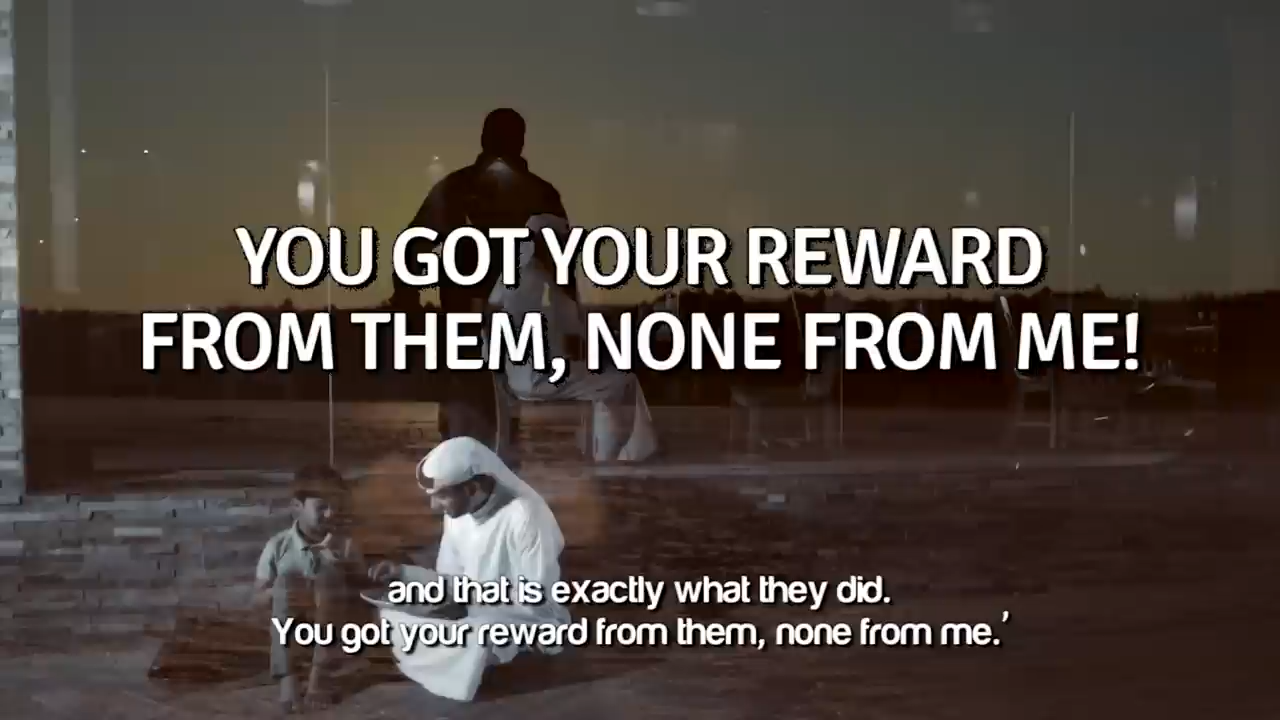 YOU GOT YOUR REWARD
FROM THEM, NONE FROM ME!
and that is exactly what they did.
You got your reward from them, none from me.’